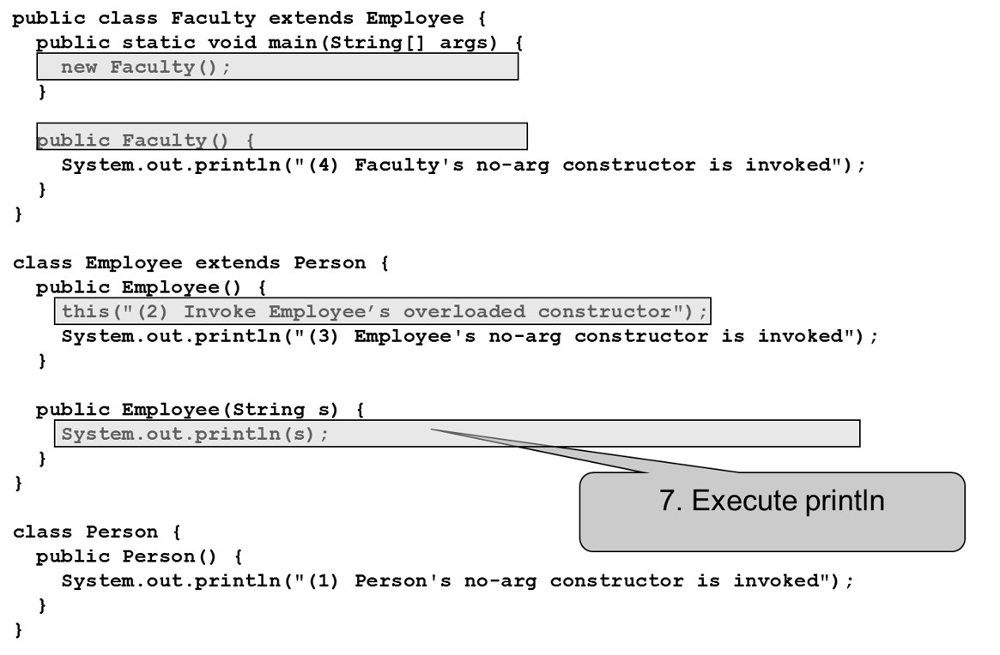 public class Faculty extends Employee {
public static void main(String[] args) {
new Faculty();
}
public Faculty() {
System.out.println("(4) Faculty's no-arg constructor is invoked");
}
}
class Employee extends Person {
public Employee() {
this("(2) Invoke Employee’s overloaded constructor");
System.out.println("(3) Employee's no-arg constructor is invoked");
}
public Employee(String s) {
System.out.println(s);
}
}
7. Execute println
class Person {
public Person() {
System.out.println("(1) Person's no-arg constructor is invoked");
}
}